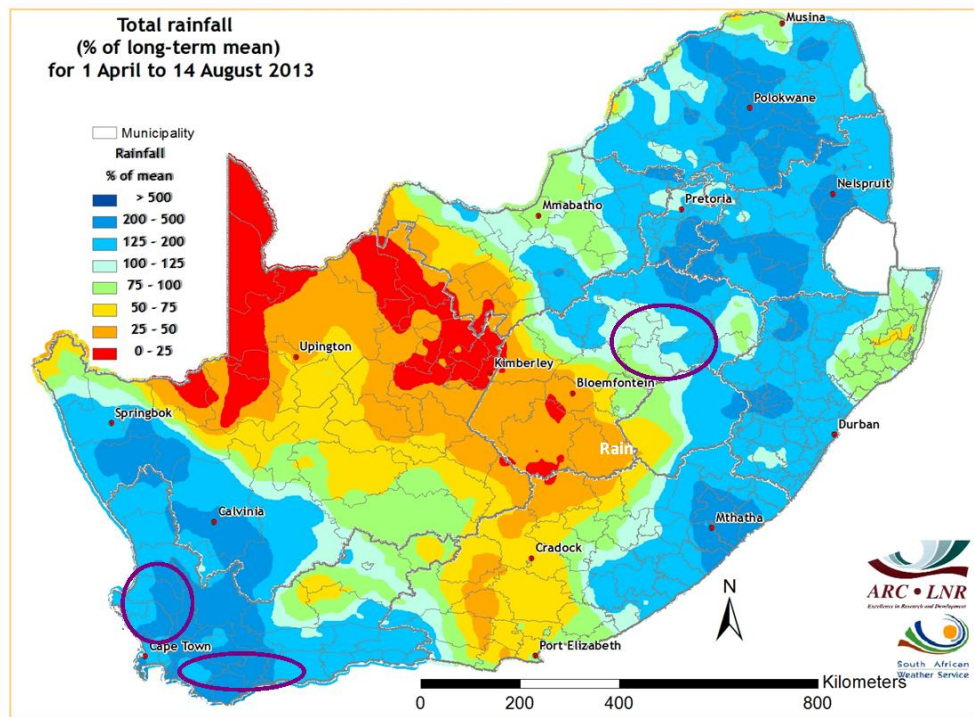 Total rainfall
(% of long-term mean)
for 1 April to 14 August 2013
Municipality
Rainfall
% of mean
> 500
200 - 500
125 - 200
100 - 125
75 - 100
50 - 75
25 - 50
0 - 25
Musina
Polokwane
Nelspruit
Pretoria
Mmabatho
Upington
Kimberley
Bloemfontein
Springbok
Durban
Rain
Calvinia
Mthatha
Cradock
Cape Town
Port Elizabeth
N
Kilometers
0 200 400 800
ARC • LNR
Excellence in Research and Development
South African
Weather Service